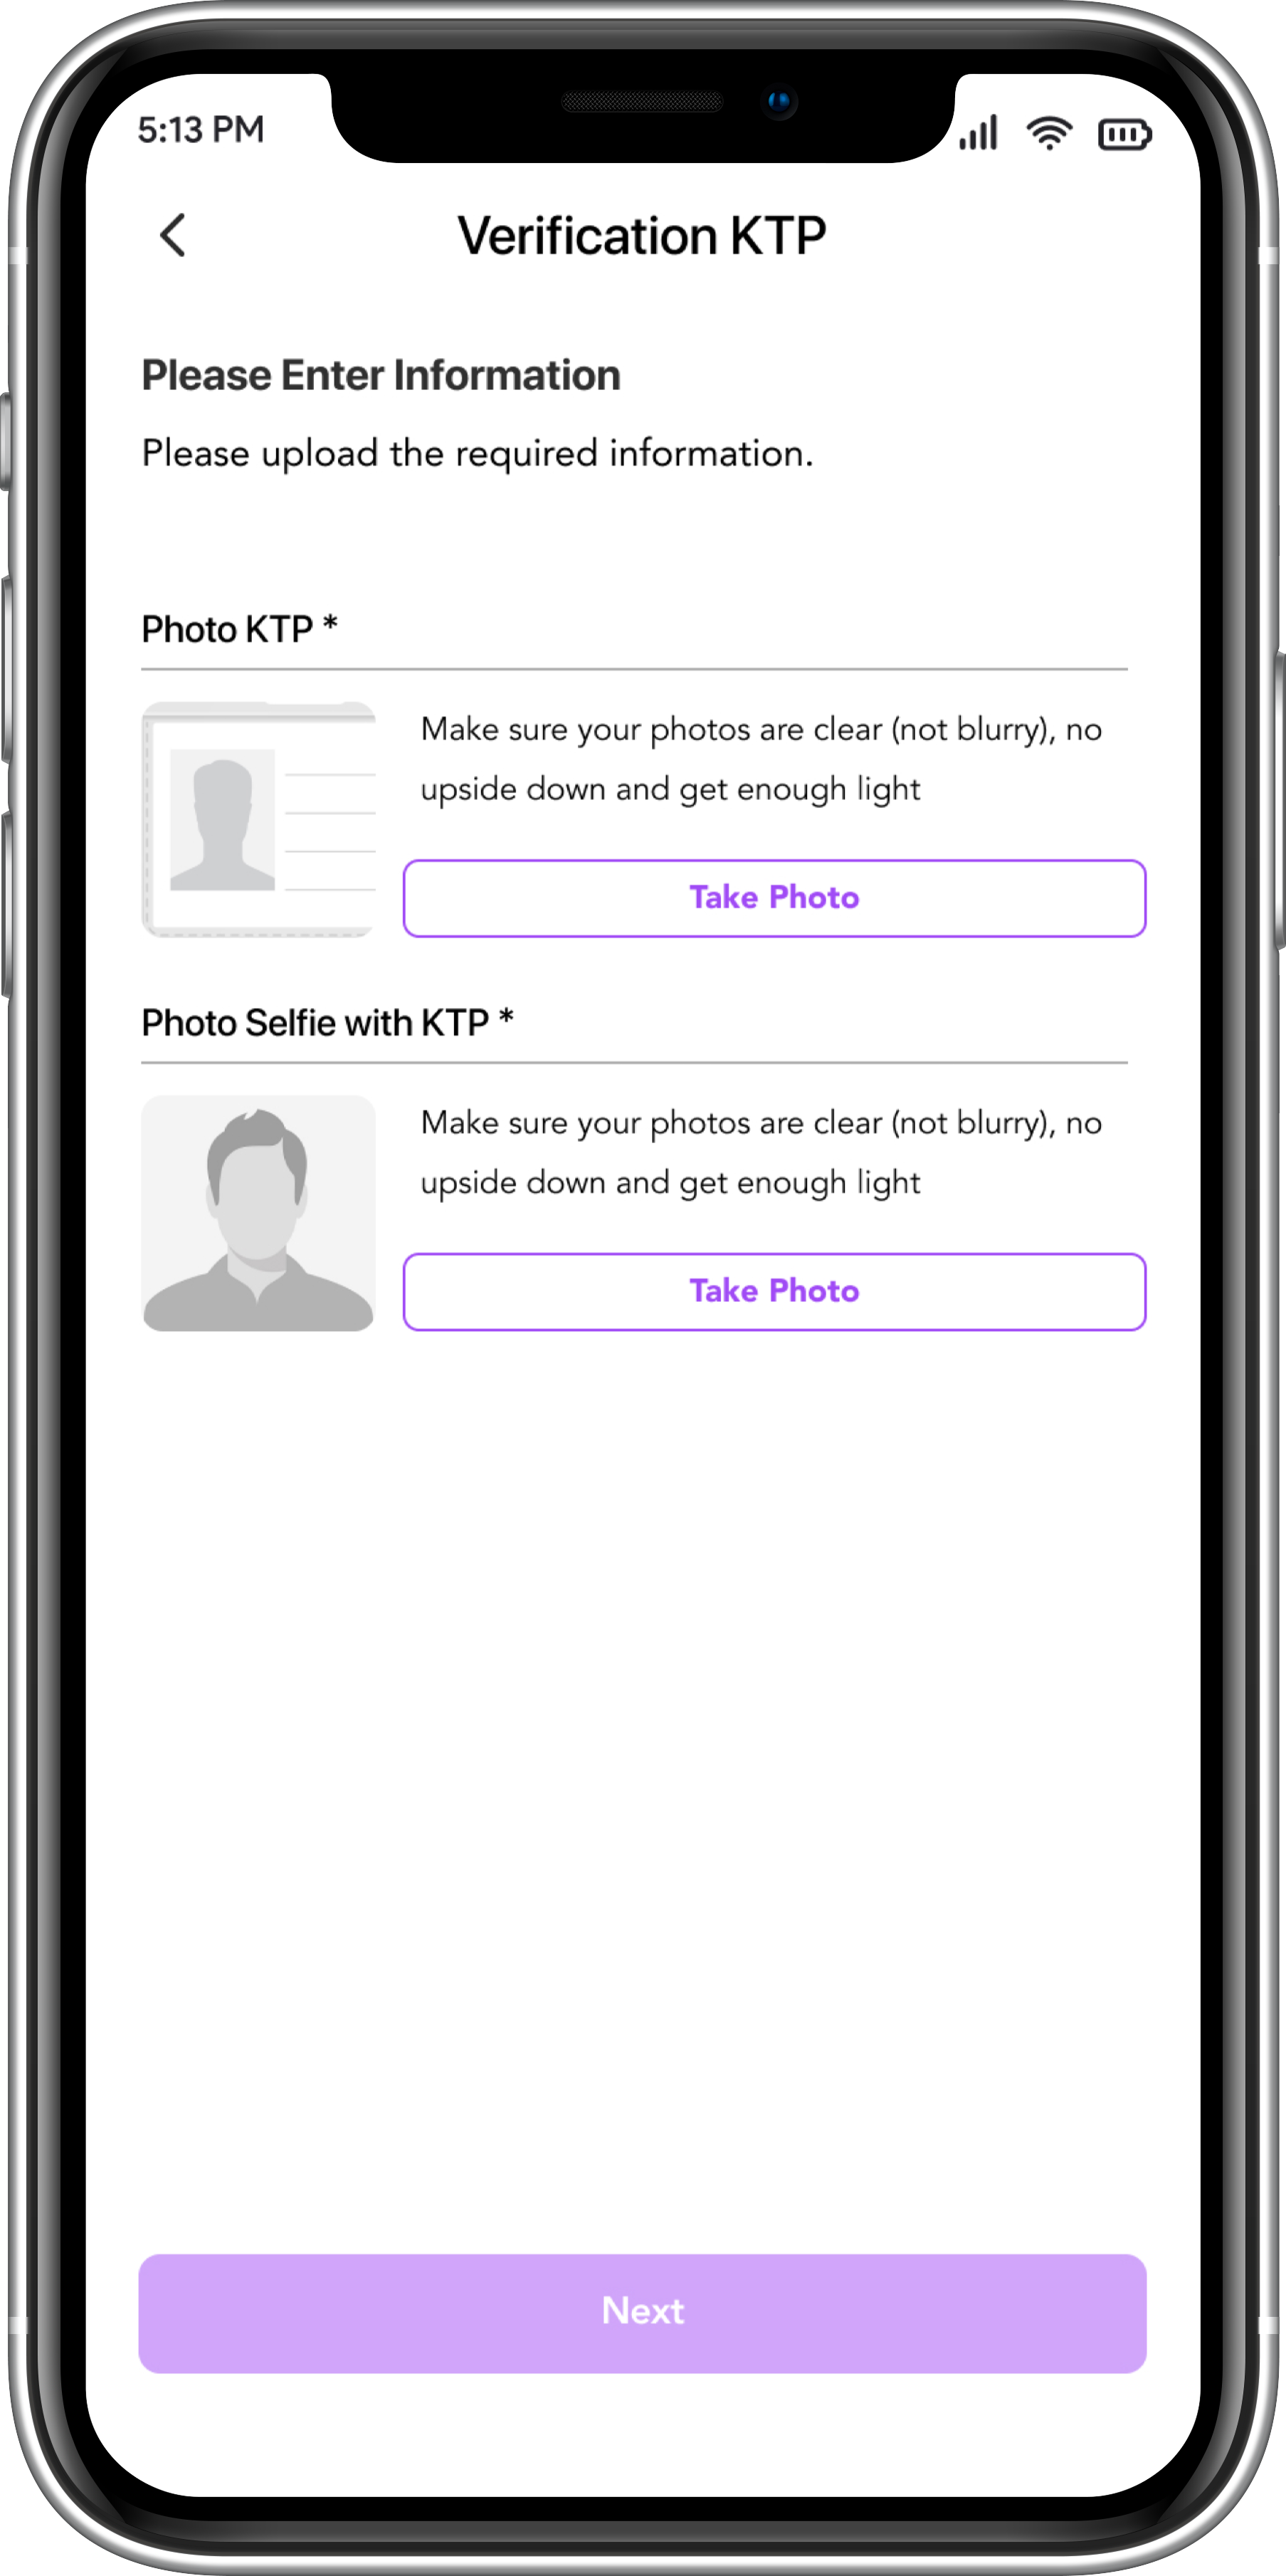 5:13 PM
Verification KTP
Please Enter Information
Please upload the required information.
Photo KTP *
Make sure your photos are clear (not blurry), no
upside down and get enough light
Take Photo
Photo Selfie with KTP *
Make sure your photos are clear (not blurry), no
upside down and get enough light
Take Photo
Next